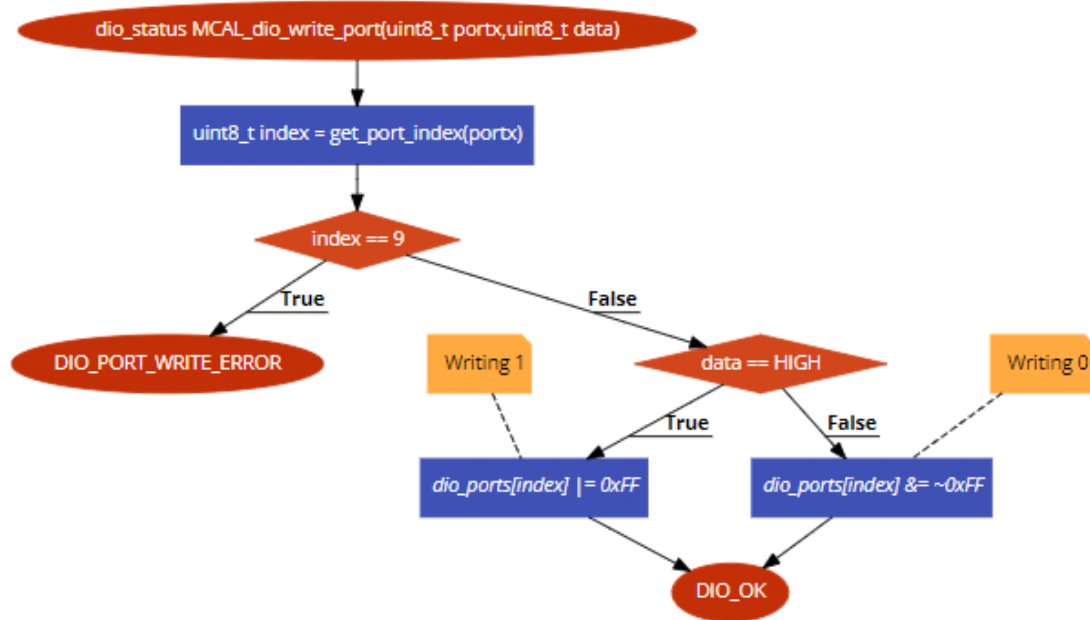 dio_status MCAL_dio_write_port(uint8_t portx,uint8_t data)
uint8_t index = get_port_index(portx)
index == 9
True
False
DIO_PORT_WRITE_ERROR
Writing 1
data == HIGH
Writing 0
True
False
dio_ports[index] |= 0xFF
dio_ports[index] &= ~0xFF
DIO_OK